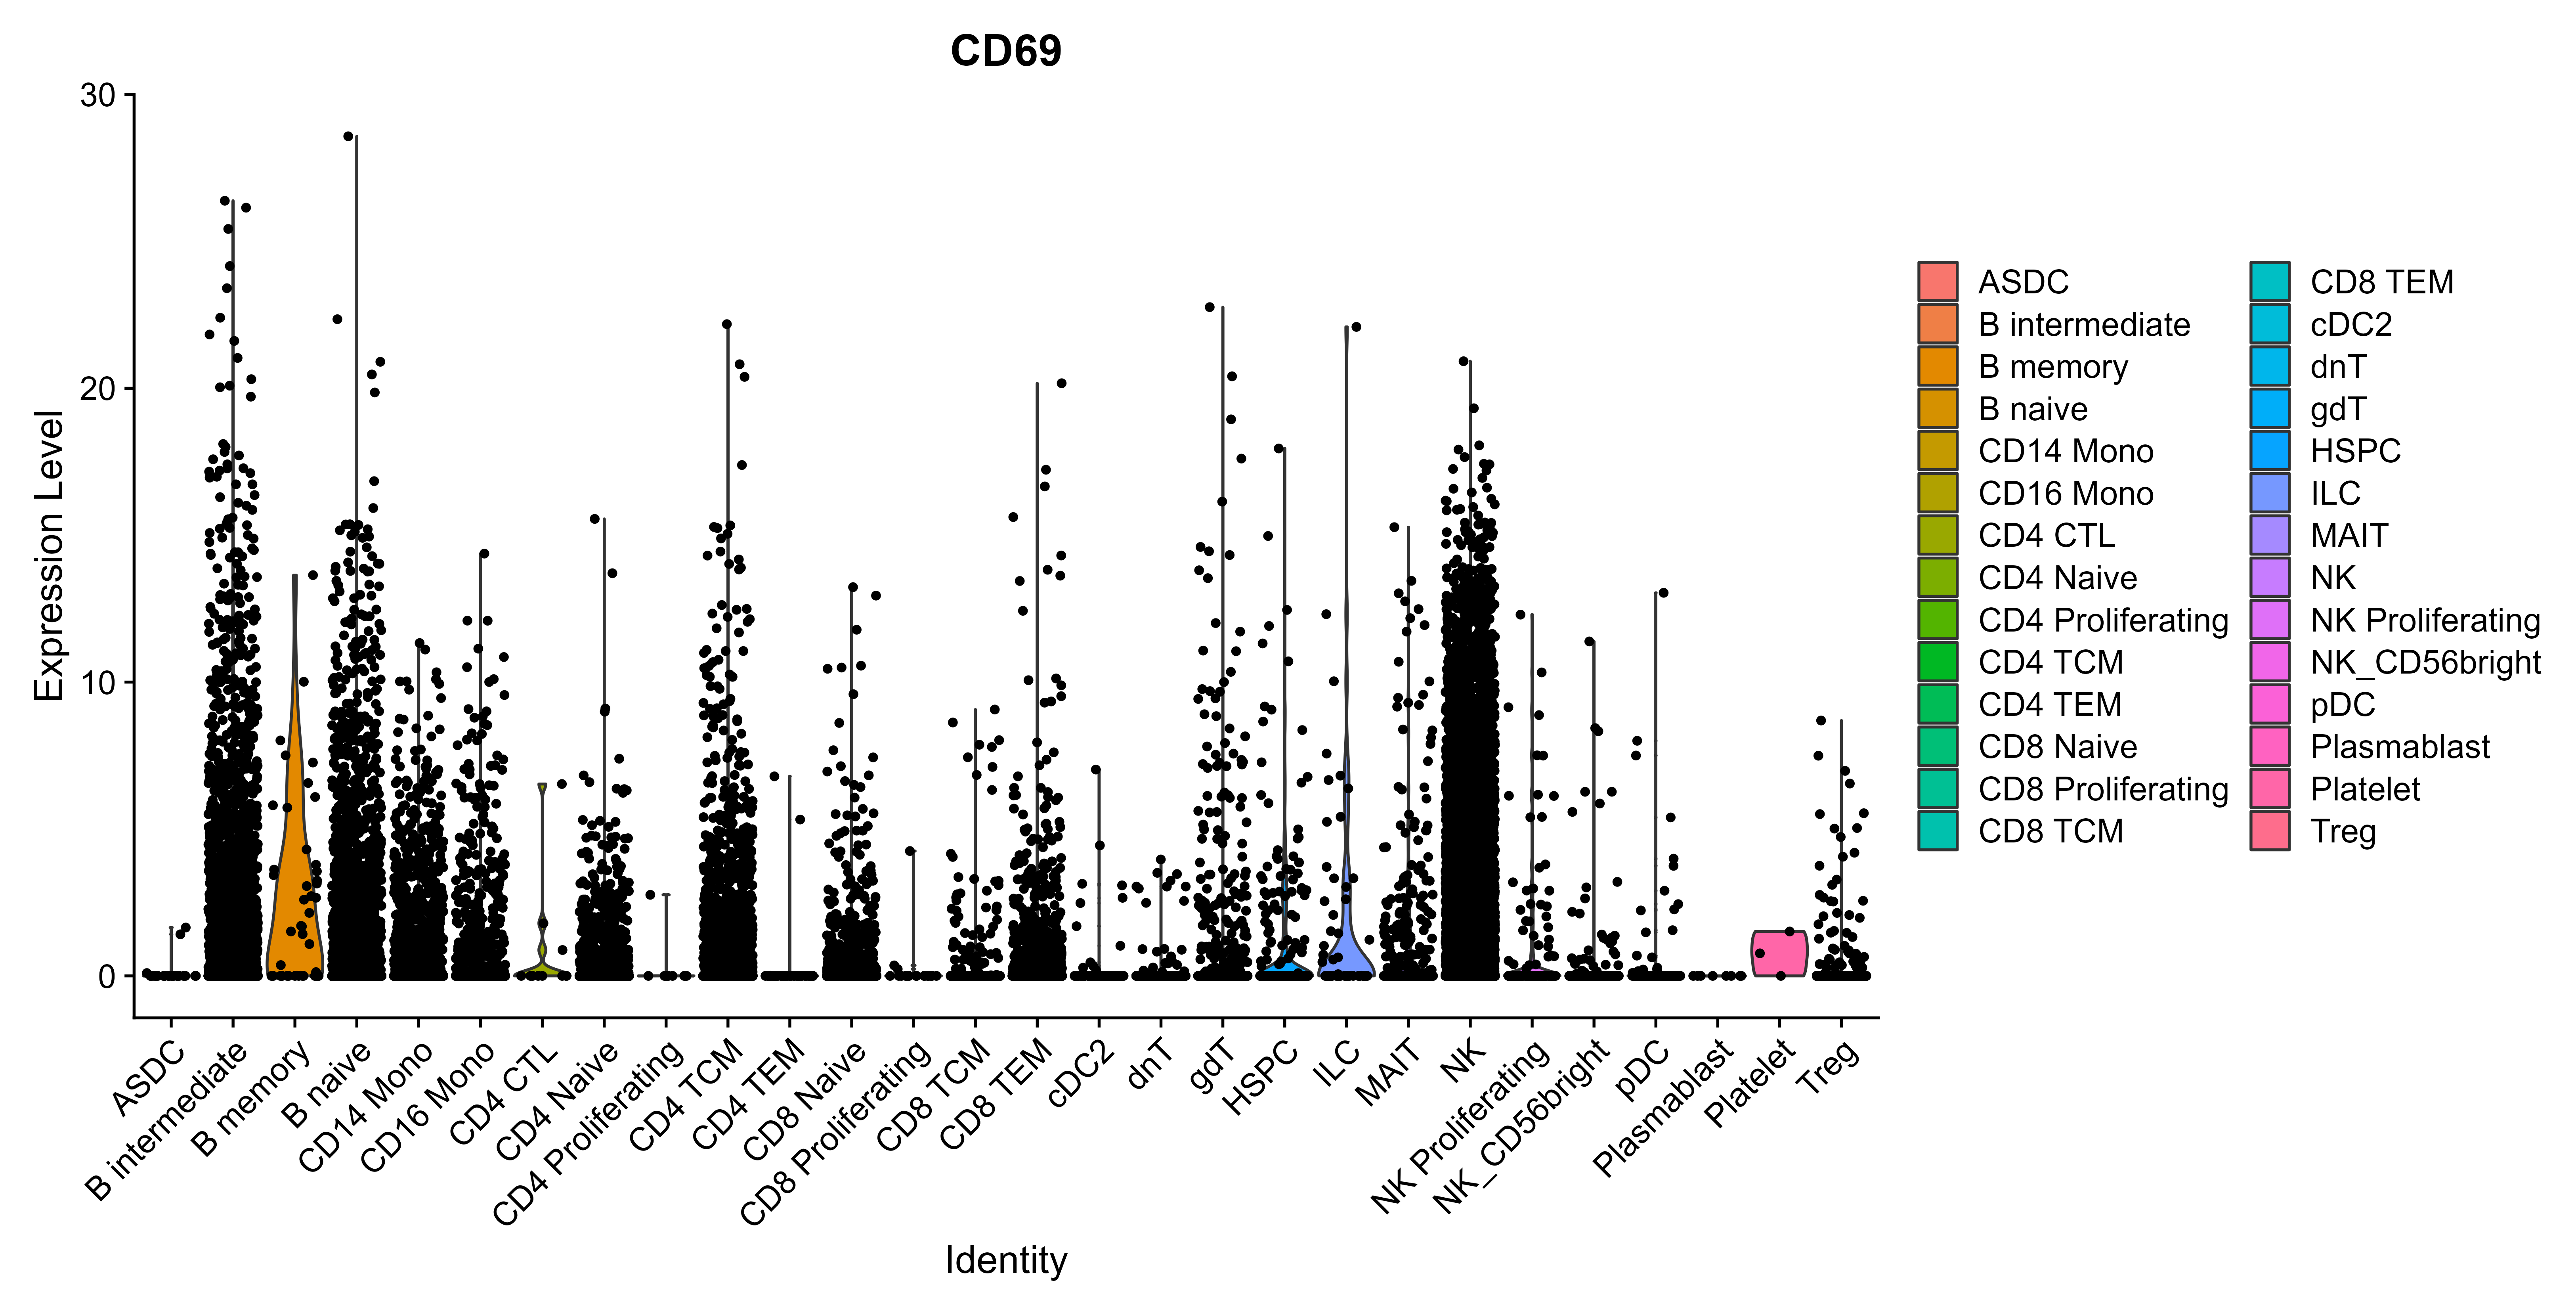 CD69
Expression Level
30
20
10
0
ASDC
B intermediate
B memory
B naive
CD14 Mono
CD16 Mono
CD4 CTL
CD4 Naive
CD4 Proliferating
CD4 TCM
CD4 TEM
CD8 Naive
CD8 Proliferating
CD8 TCM
CD8 TEM
cDC2
dnT
gdT
HSPC
ILC
MAIT
NK
NK Proliferating
NK_CD56bright
pDC
Plasmablast
Platelet
Treg
Identity
ASDC
B intermediate
B memory
B naive
CD14 Mono
CD16 Mono
CD4 CTL
CD4 Naive
CD4 Proliferating
CD4 TCM
CD4 TEM
CD8 Naive
CD8 Proliferating
CD8 TCM
CD8 TEM
cDC2
dnT
gdT
HSPC
ILC
MAIT
NK
NK Proliferating
NK_CD56bright
pDC
Plasmablast
Platelet
Treg